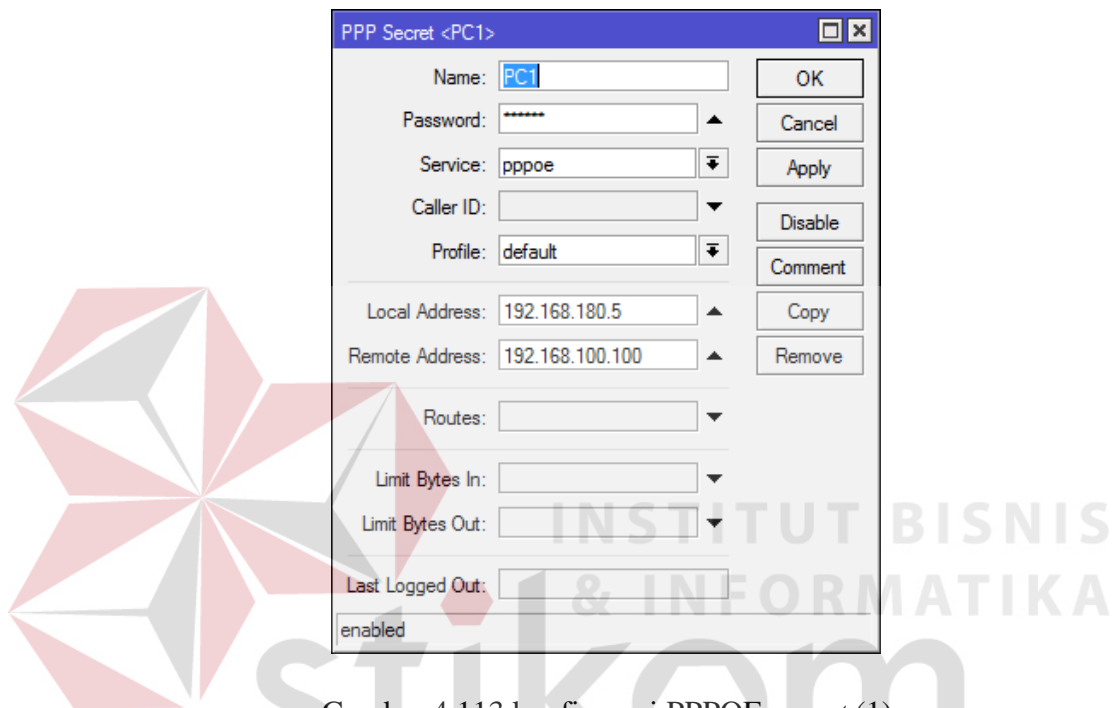 PPP Secret <PC1>
Name: PC1
OK
Password: ******
Cancel
Service: pppoe
Apply
Caller ID:
Disable
Profile: default
Comment
Local Address: 192.168.180.5
Copy
Remote Address: 192.168.100.100
Remove
Routes:
Limit Bytes In:
Limit Bytes Out:
INSTITUT BISNIS
Last Logged Out:
& INFORMATIKA
enabled
stikom